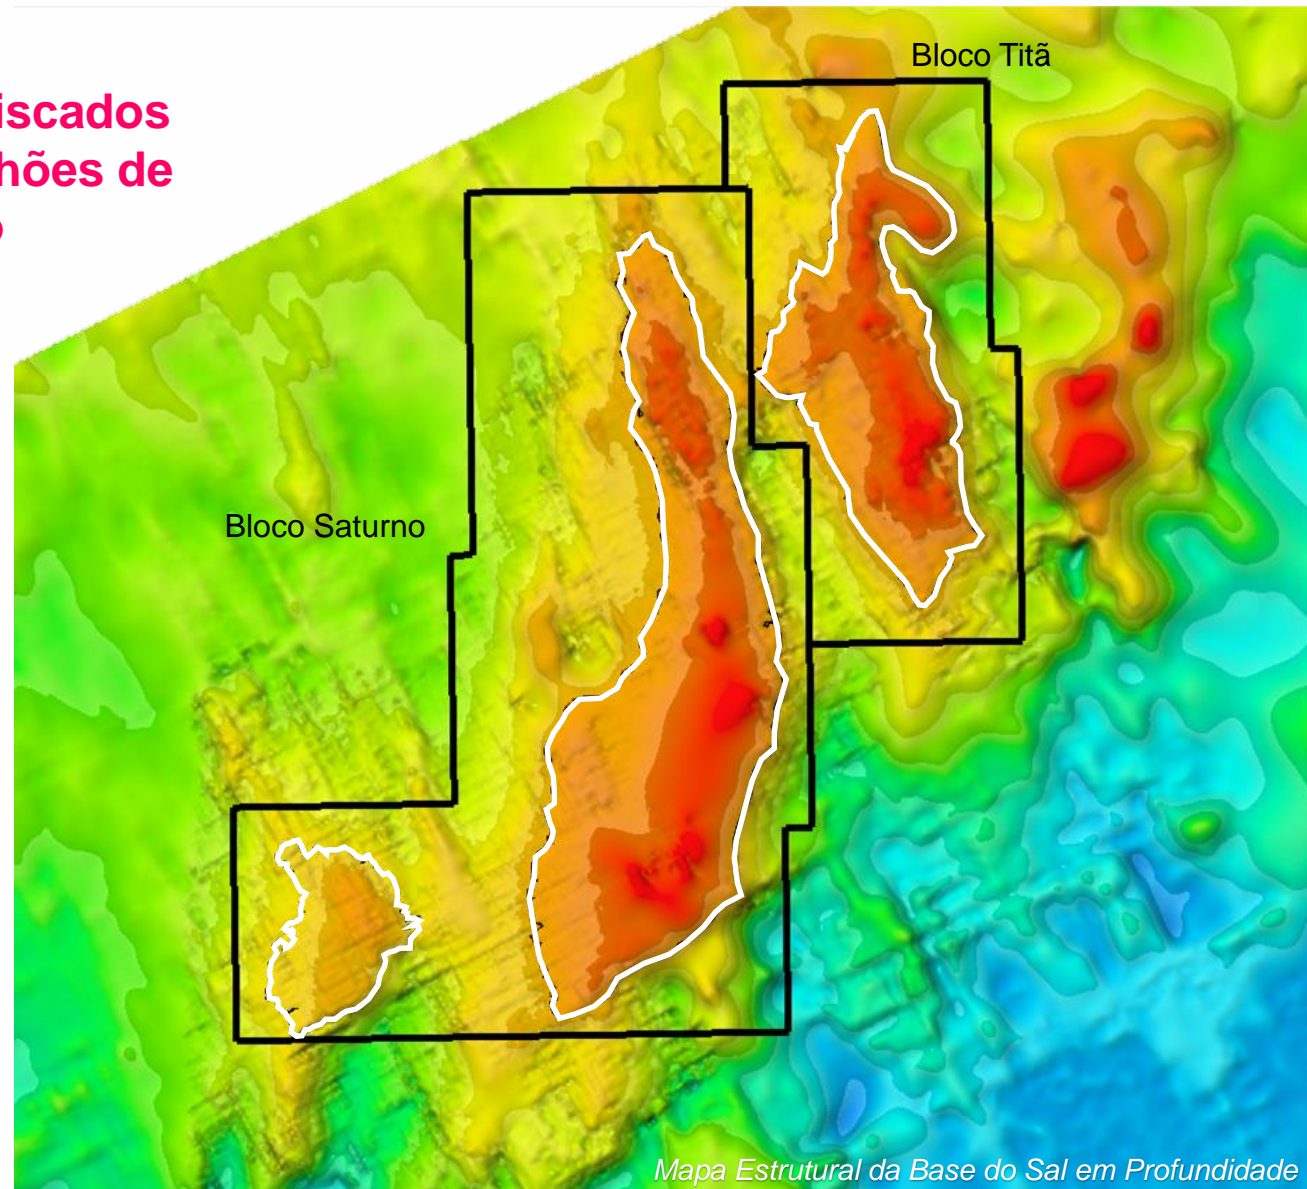 Bloco Titã
iscados
hões de
Bloco Saturno
Mapa Estrutural da Base do Sal em Profundidade